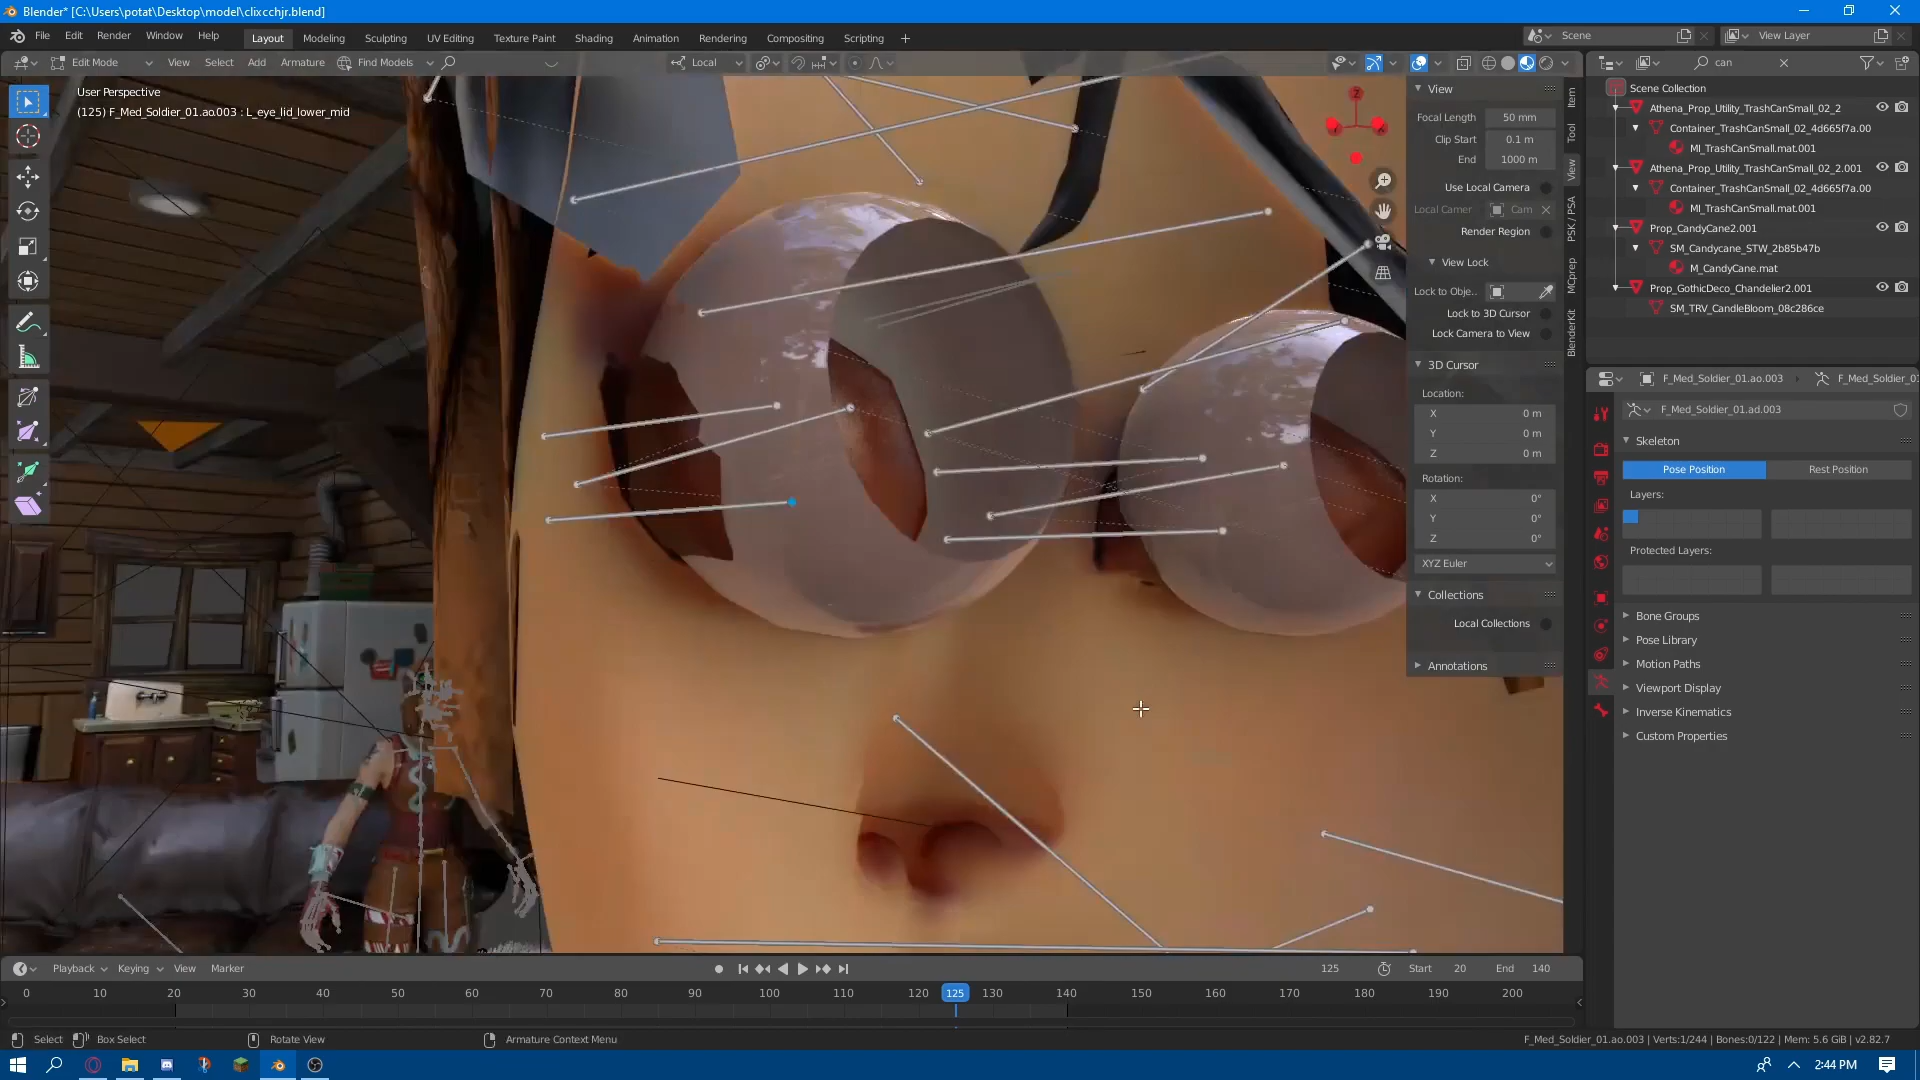 Blender* [C:\Users\potat\Desktop\model\clixcchjr.blend]
File Edit Render Window Help Layout Modeling Sculpting UV Editing Texture Paint Shading Animation Rendering Compositing Scripting + Scene View Layer
Edit Mode View Select Add Armature Find Models Local can
User Perspective
(125) F_Med_Soldier_01.ao.003 : L_eye_lid_lower_mid
View
Focal Length 50 mm
Clip Start 0.1 m
End 1000 m
Use Local Camera
Local Camer Cam
Render Region
View Lock
Lock to Obje..
Lock to 3D Cursor
Lock Camera to View
3D Cursor
Location:
X 0 m
Y 0 m
Z 0 m
Rotation:
X 0°
Y 0°
Z 0°
XYZ Euler
Collections
Local Collections
Annotations
Item
Tool
View
PSK / PSA
MCprep
BlenderKit
Scene Collection
Athena_Prop_Utility_TrashCanSmall_02_2
Container_TrashCanSmall_02_4d665f7a.00
MI_TrashCanSmall.mat.001
Athena_Prop_Utility_TrashCanSmall_02_2.001
Container_TrashCanSmall_02_4d665f7a.00
MI_TrashCanSmall.mat.001
Prop_CandyCane2.001
SM_Candycane_STW_2b85b47b
M_CandyCane.mat
Prop_GothicDeco_Chandelier2.001
SM_TRV_CandleBloom_08c286ce
F_Med_Soldier_01.ao.003 F_Med_Soldier_01
F_Med_Soldier_01.ad.003
Skeleton
Pose Position Rest Position
Layers:
Protected Layers:
Bone Groups
Pose Library
Motion Paths
Viewport Display
Inverse Kinematics
Custom Properties
Playback Keying View Marker 125 Start 20 End 140
0 10 20 30 40 50 60 70 80 90 100 110 120 125 130 140 150 160 170 180 190 200
Select Box Select Rotate View Armature Context Menu F_Med_Soldier_01.ao.003 | Verts:1/244 | Bones:0/122 | Mem: 5.6 GiB | v2.82.7
2:44 PM